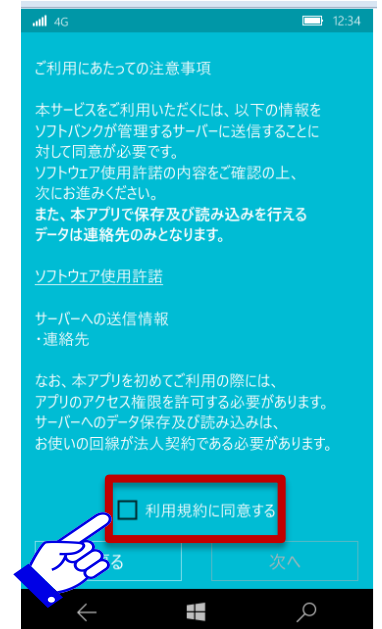 4G 12:34
ご利用にあたっての注意事項
本サービスをご利用いただくには、以下の情報を
ソフトバンクが管理するサーバーに送信することに
対して同意が必要です。
ソフトウェア使用許諾の内容をご確認の上、
次にお進みください。
また、本アプリで保存及び読み込みを行える
データは連絡先のみとなります。
ソフトウェア使用許諾
サーバーへの送信情報
・連絡先
なお、本アプリを初めてご利用の際には、
アプリのアクセス権限を許可する必要があります。
サーバーへのデータ保存及び読み込みは、
お使いの回線が法人契約である必要があります。
利用規約に同意する
る 次へ